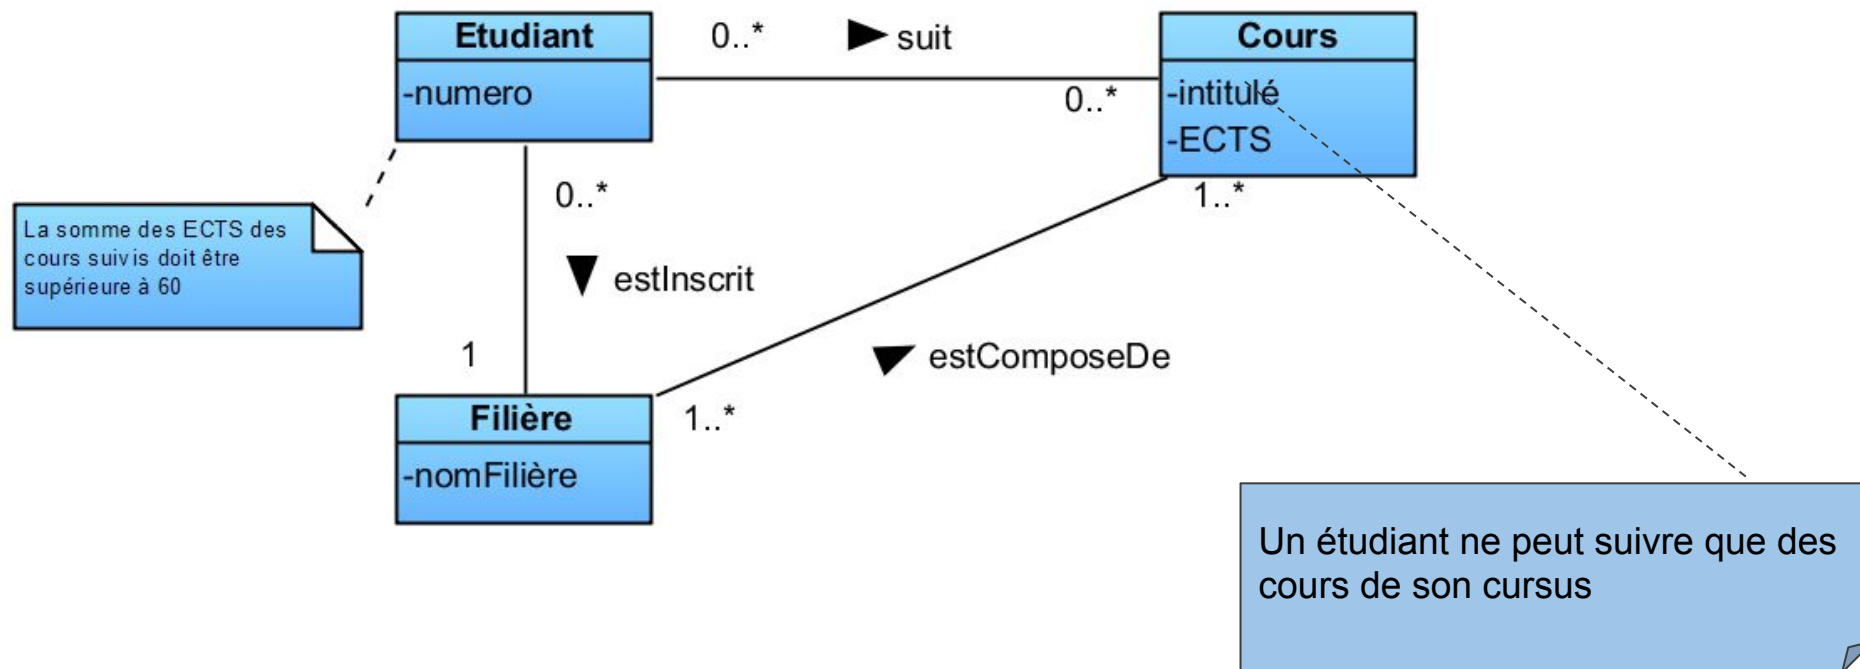 Etudiant
-numero
0..*
suit
0..*
Cours
-intitulé
-ECTS
La somme des ECTS des
cours suivis doit être
supérieure à 60
0..*
estInscrit
1
1..*
estComposeDe
1..*
Filière
-nomFilière
Un étudiant ne peut suivre que des
cours de son cursus